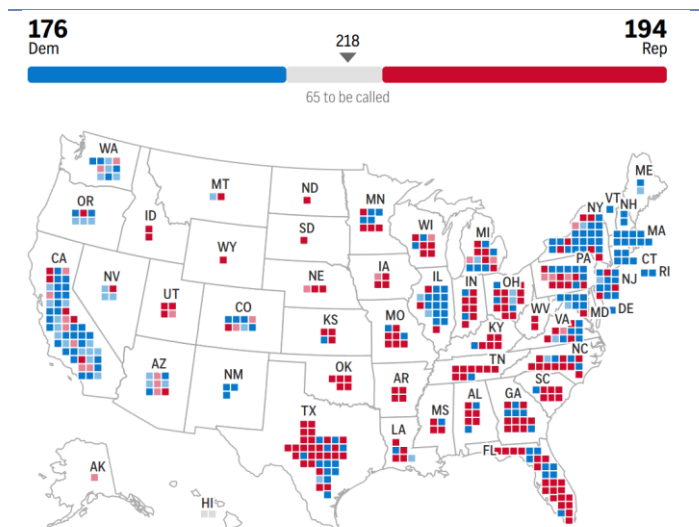 176
Dem
218
194
Rep
65 to be called
WA
MT
ND
MN
ME
OR
ID
SD
WI
MI
NY
VT
NH
MA
WY
CA
NV
UT
NE
IA
PA
CT
RI
CO
IL
IN
OH
NJ
KS
MO
WV
VA
MD
DE
KY
AZ
NM
OK
AR
TN
NC
SC
TX
LA
MS
AL
GA
AK
HI
FL